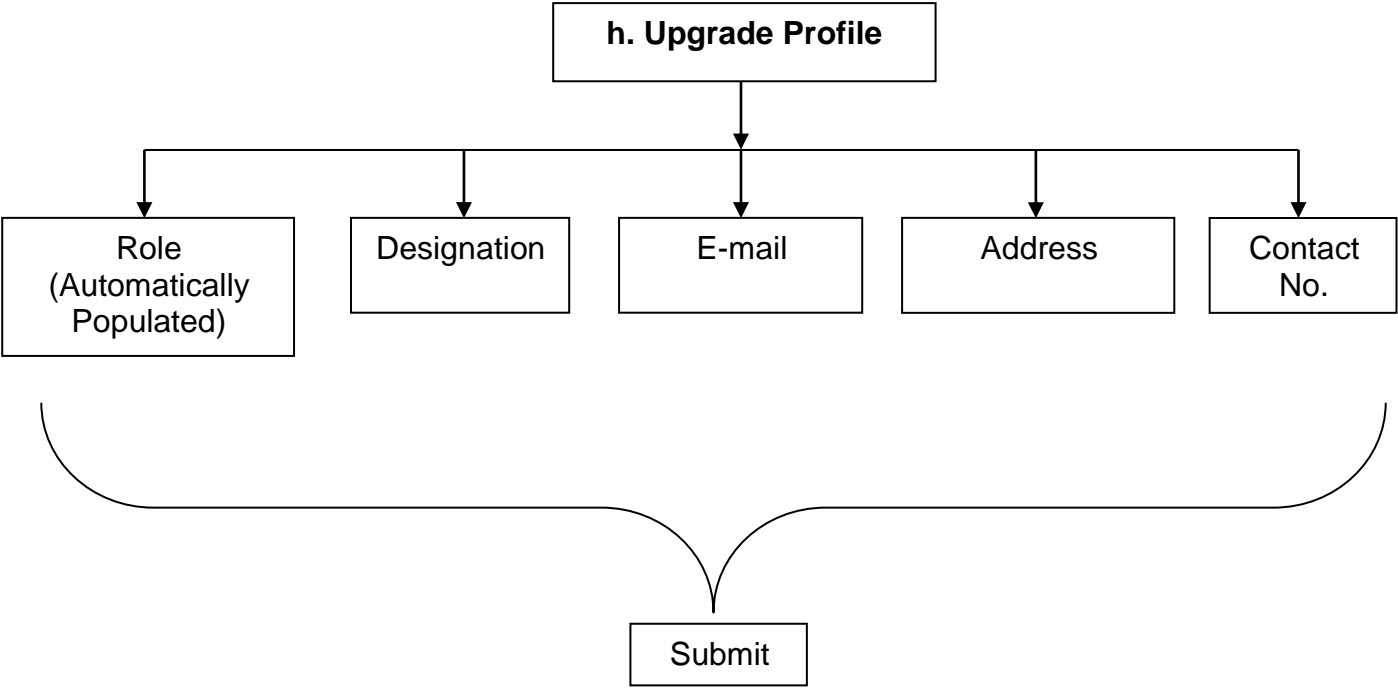 h. Upgrade Profile
Role
(Automatically
Populated)
Designation
E-mail
Address
Contact
No.
Submit